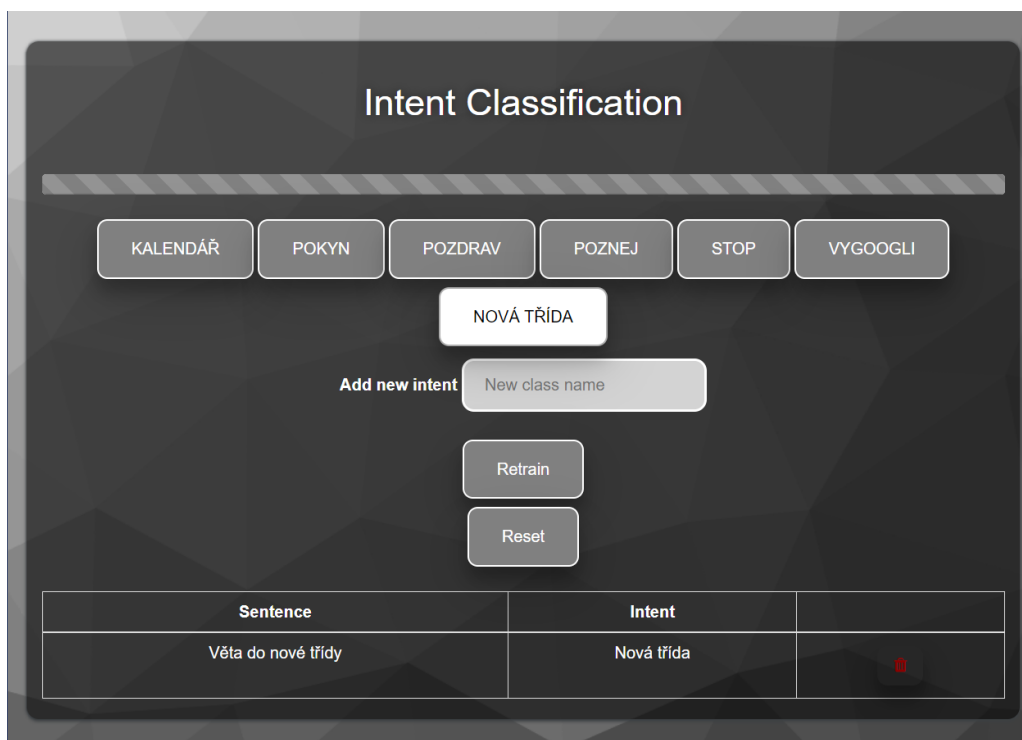 Intent Classification
KALENDÁŘ POKYN POZDRAV POZNEJ STOP VYGOOGLI
NOVÁ TŘÍDA
Add new intent New class name
Retrain
Reset
Sentence Intent
Věta do nové třídy Nová třída